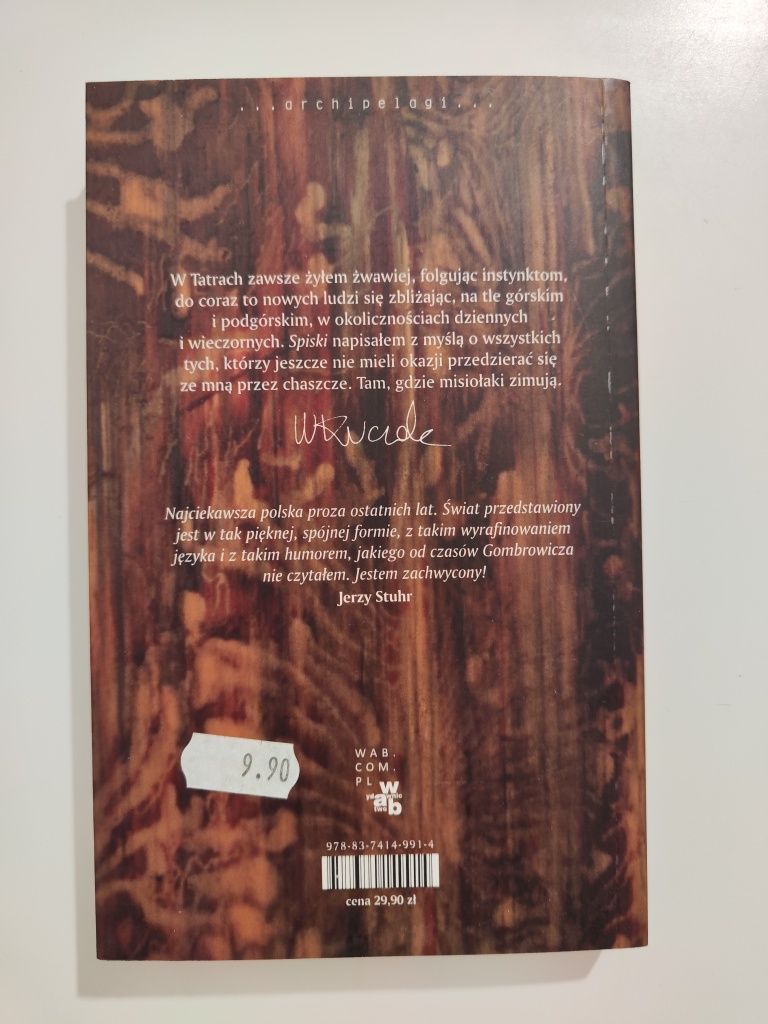 ...archipelagi...
W Tatrach zawsze żyłem żwawiej, folgując instynktom,
do coraz to nowych ludzi się zbliżając, na tle górskim
i podgórskim, w okolicznościach dziennych
i wieczornych. Spiski napisałem z myślą o wszystkich
tych, którzy jeszcze nie mieli okazji przedzierać się
ze mną przez chaszcze. Tam, gdzie misiołaki zimują.
Najciekawsza polska proza ostatnich lat. Świat przedstawiony
jest w tak pięknej, spójnej formie, z takim wyrafinowaniem
języka i z takim humorem, jakiego od czasów Gombrowicza
nie czytałem. Jestem zachwycony!
Jerzy Stuhr
9.90
WAB.
COM.
PL
w
ydawnic
ab
two
978-83-7414-991-4
cena 29,90 zł